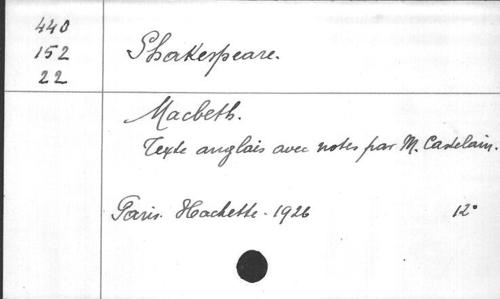 440
152
22
Shakespeare.
Macbeth.
Texte anglais avec notes par M. Castelain.
Paris. Hachette. 1926 12°